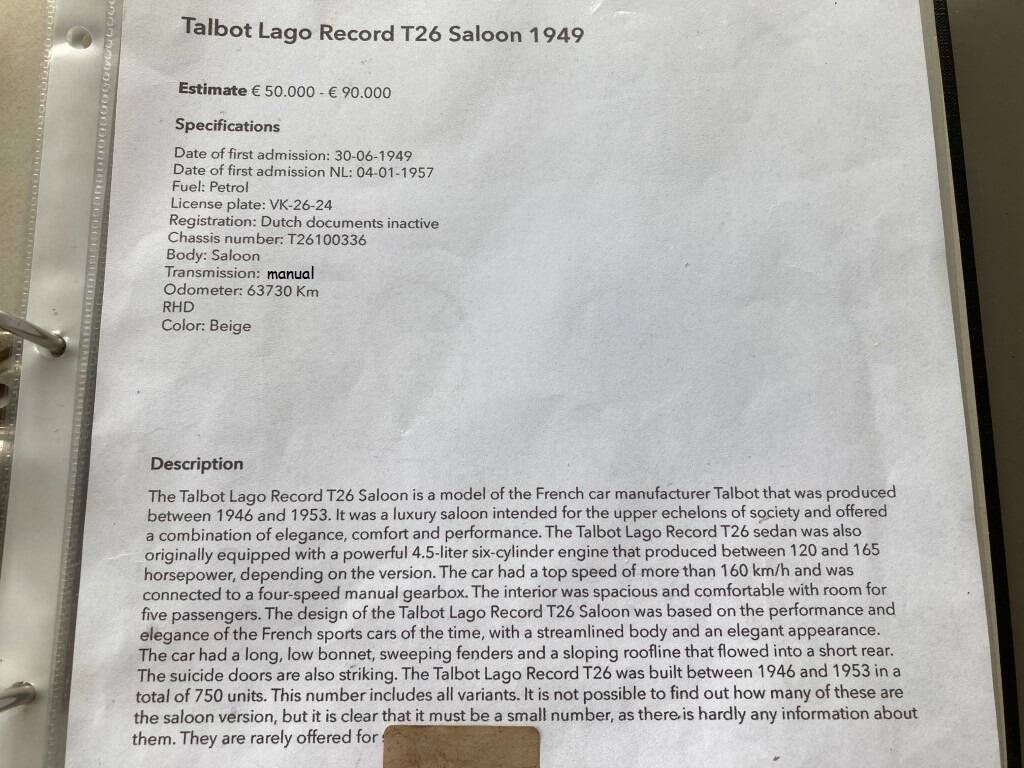 Talbot Lago Record T26 Saloon 1949
Estimate € 50.000 - € 90.000
Specifications
Date of first admission: 30-06-1949
Date of first admission NL: 04-01-1957
Fuel: Petrol
License plate: VK-26-24
Registration: Dutch documents inactive
Chassis number: T26100336
Body: Saloon
Transmission: manual
Odometer: 63730 Km
RHD
Color: Beige
Description
The Talbot Lago Record T26 Saloon is a model of the French car manufacturer Talbot that was produced
between 1946 and 1953. It was a luxury saloon intended for the upper echelons of society and offered
a combination of elegance, comfort and performance. The Talbot Lago Record T26 sedan was also
originally equipped with a powerful 4.5-liter six-cylinder engine that produced between 120 and 165
horsepower, depending on the version. The car had a top speed of more than 160 km/h and was
connected to a four-speed manual gearbox. The interior was spacious and comfortable with room for
five passengers. The design of the Talbot Lago Record T26 Saloon was based on the performance and
elegance of the French sports cars of the time, with a streamlined body and an elegant appearance.
The car had a long, low bonnet, sweeping fenders and a sloping roofline that flowed into a short rear.
The suicide doors are also striking. The Talbot Lago Record T26 was built between 1946 and 1953 in a
total of 750 units. This number includes all variants. It is not possible to find out how many of these are
the saloon version, but it is clear that it must be a small number, as there is hardly any information about
them. They are rarely offered for